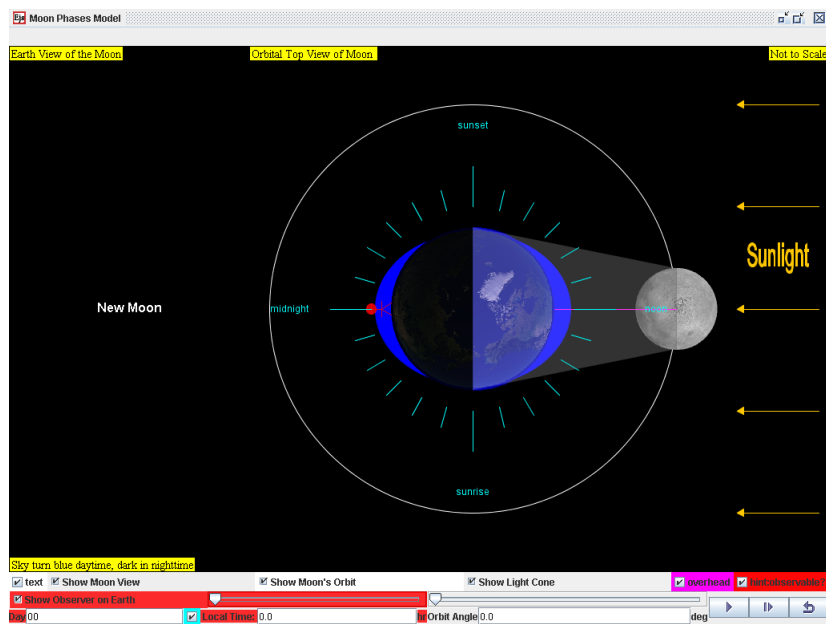 Moon Phases Model
Earth View of the Moon
Orbital Top View of Moon
Not to Scale
sunset
Sunlight
New Moon
midnight
noon
sunrise
Sky turn blue daytime, dark in nighttime
text
Show Moon View
Show Moon's Orbit
Show Light Cone
overhead
hint:observable?
Show Observer on Earth
Day 00
Local Time: 0.0
hr
Orbit Angle 0.0
deg